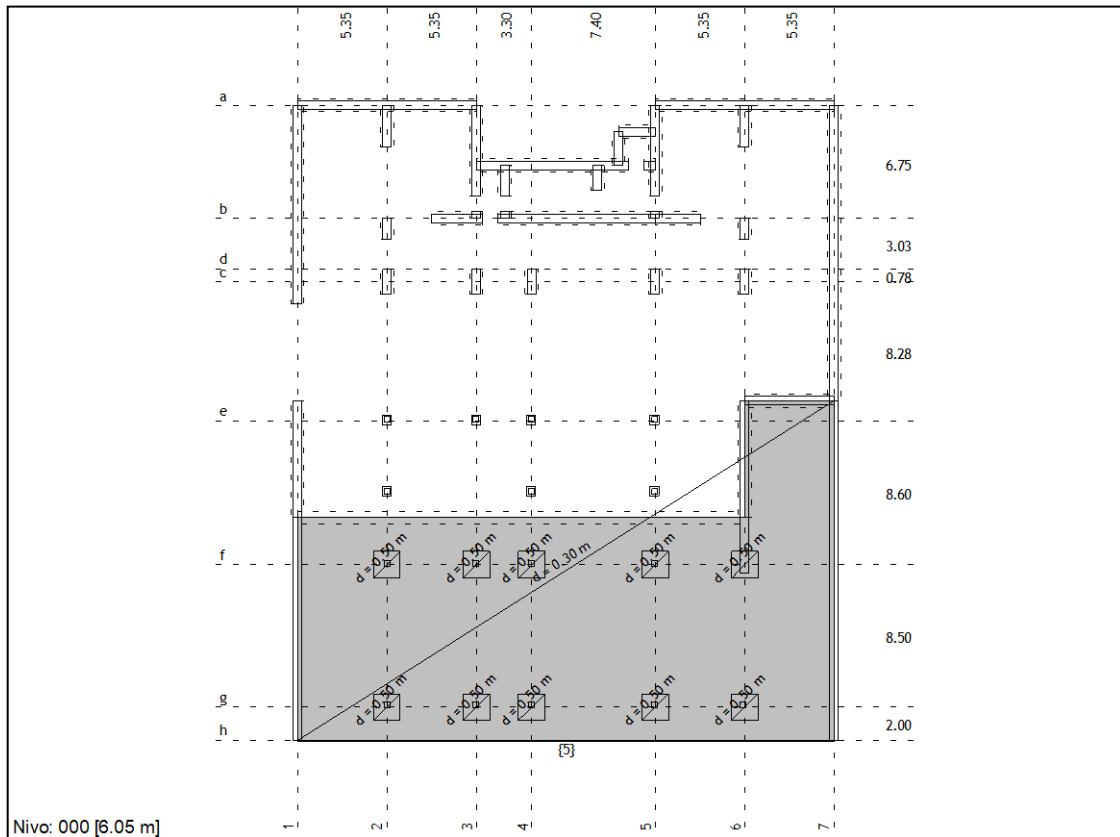 5.35
5.35
3.30
7.40
5.35
5.35
a
6.75
b
3.03
d
c
0.78
8.28
e
8.60
f
d = 0.50 m
d = 0.50 m
d = 0.50 m
d = 0.30 m
d = 0.50 m
d = 0.50 m
8.50
g
d = 0.50 m
d = 0.50 m
d = 0.50 m
d = 0.50 m
d = 0.50 m
h
2.00
{5}
Nivo: 000 [6.05 m]
1
2
3
4
5
6
7